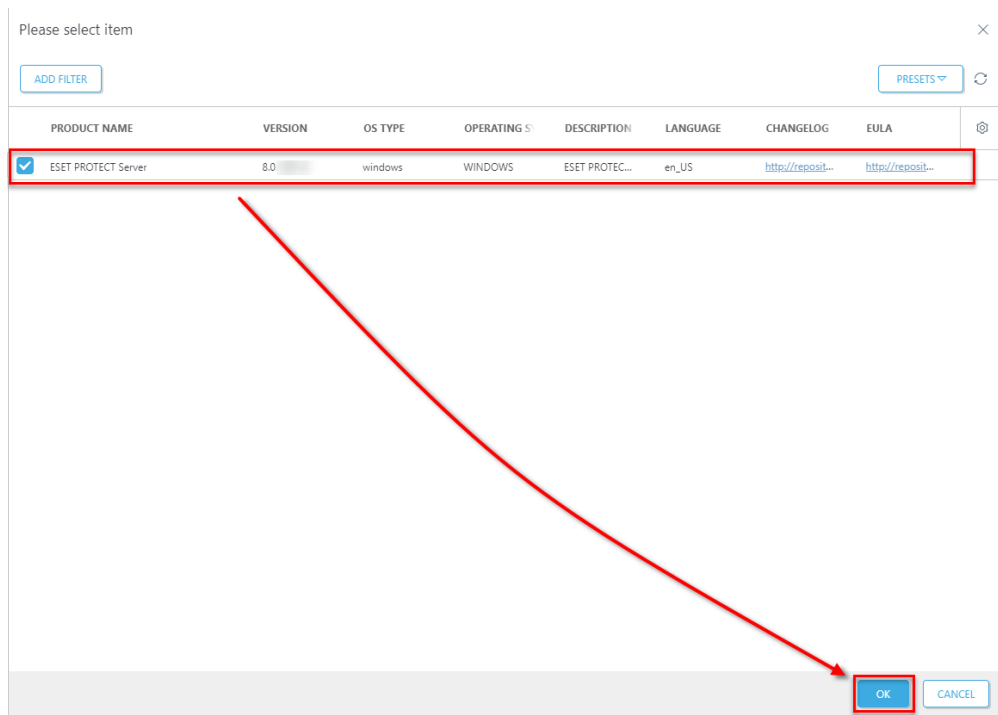 Please select item
ADD FILTER PRESETS
PRODUCT NAME VERSION OS TYPE OPERATING S DESCRIPTION LANGUAGE CHANGELOG EULA
ESET PROTECT Server 8.0 windows WINDOWS ESET PROTEC... en_US http://reposit... http://reposit...
OK CANCEL